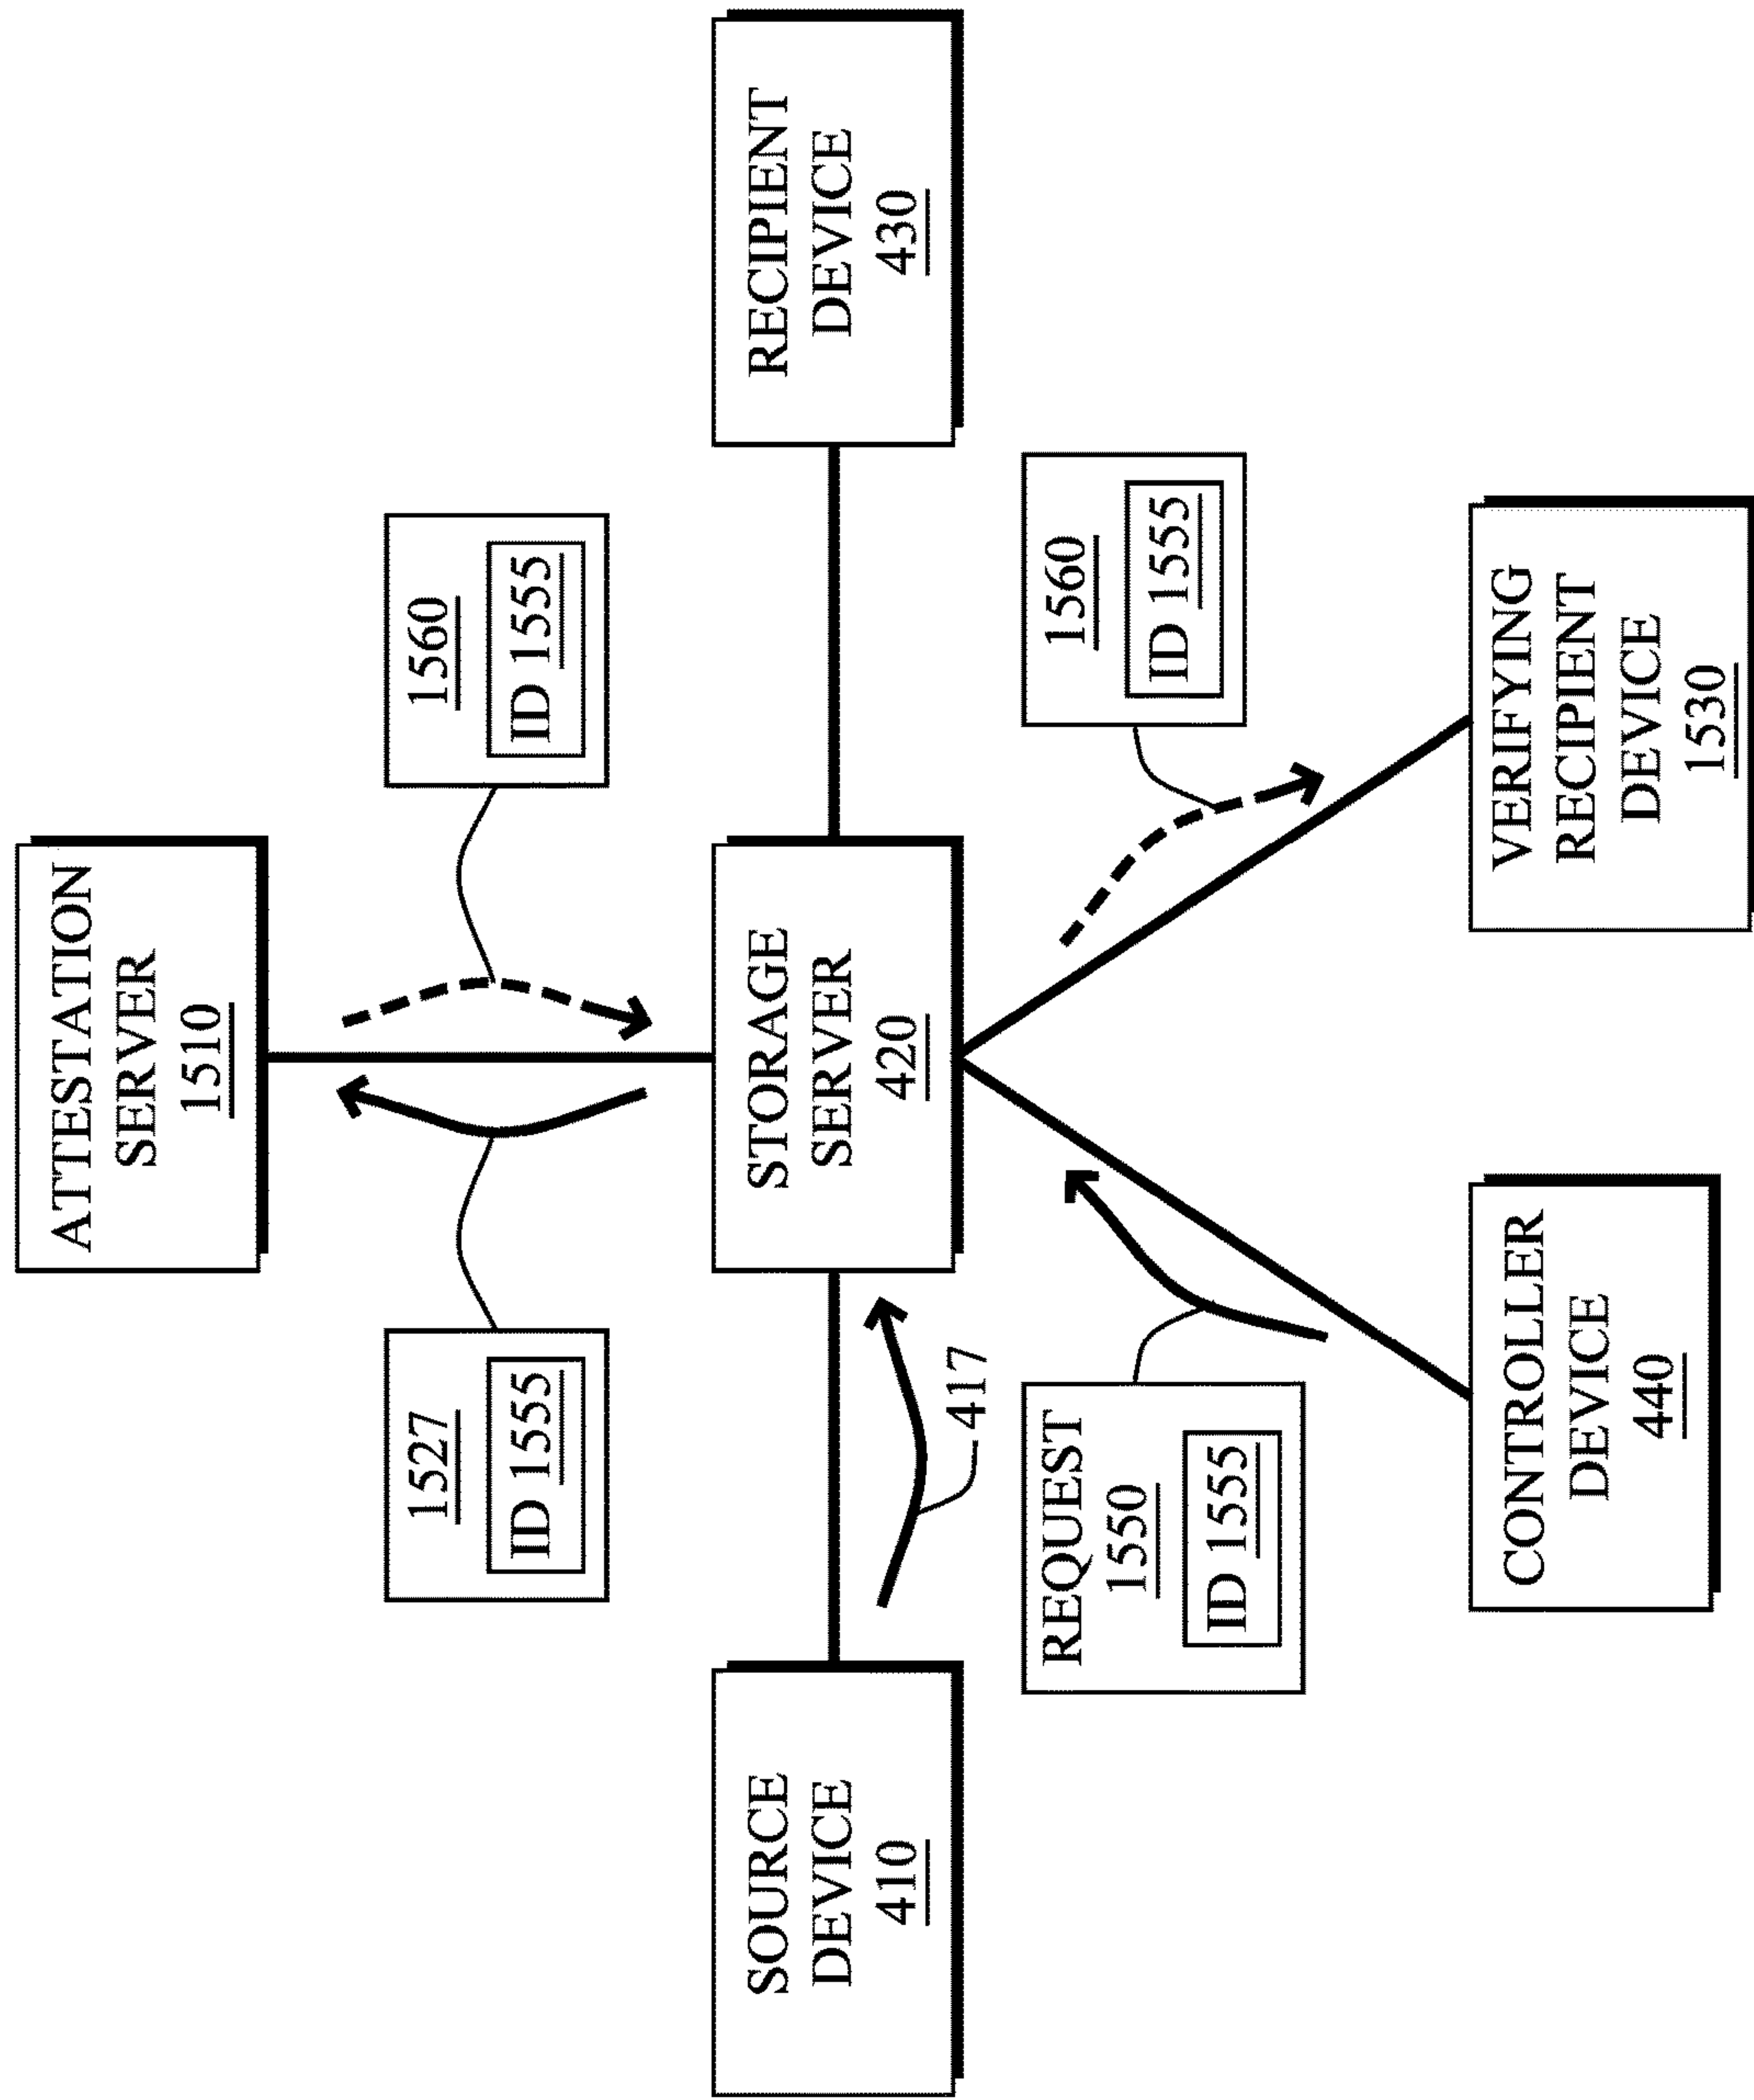 ATTESTATION
SERVER
1510
1527
ID 1555
1560
ID 1555
SOURCE
DEVICE
410
STORAGE
SERVER
420
RECIPIENT
DEVICE
430
417
REQUEST
1550
ID 1555
1560
ID 1555
CONTROLLER
DEVICE
440
VERIFYING
RECIPIENT
DEVICE
1530